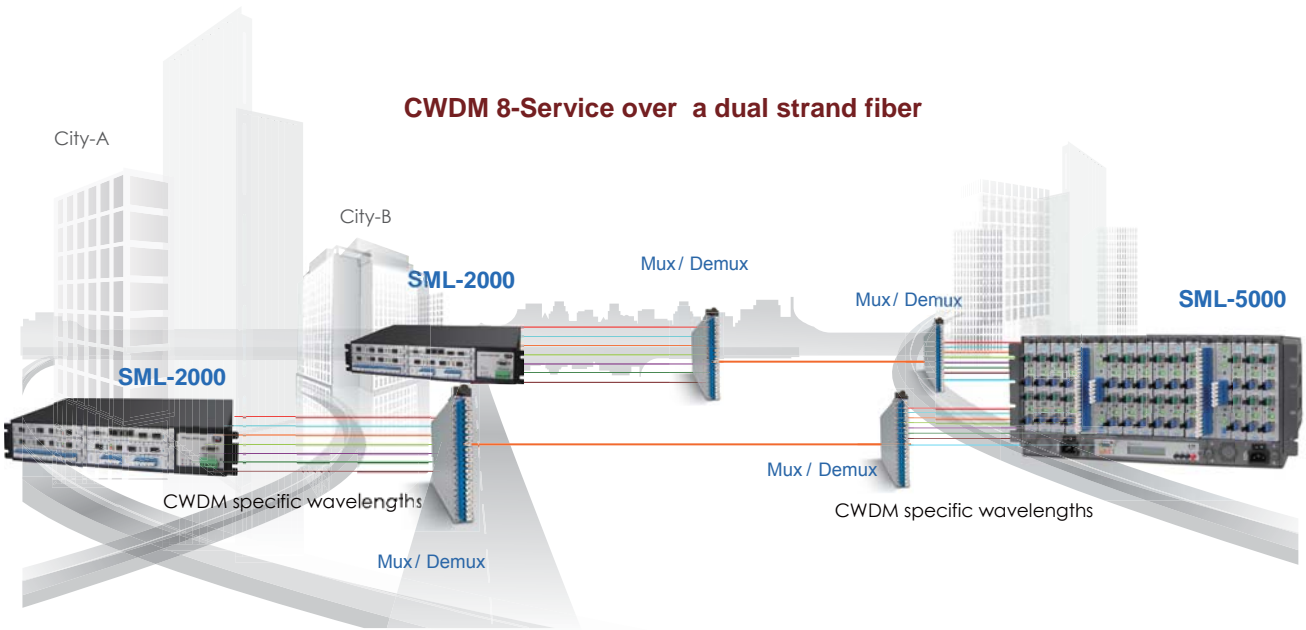 CWDM 8-Service over a dual strand fiber
City-A
City-B
Mux / Demux
SML-2000
Mux / Demux
SML-5000
SML-2000
Mux / Demux
CWDM specific wavelengths
CWDM specific wavelengths
Mux / Demux